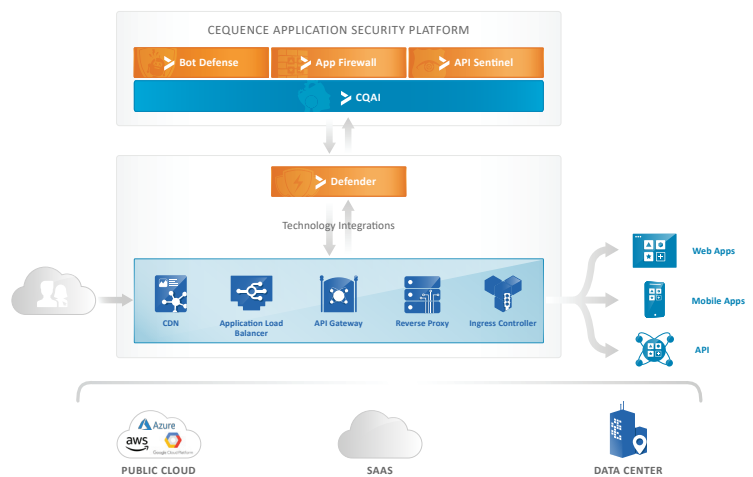 CEQUENCE APPLICATION SECURITY PLATFORM
Bot Defense
App Firewall
API Sentinel
CQAI
Defender
Technology Integrations
CDN
Application Load
Balancer
API Gateway
Reverse Proxy
Ingress Controller
Web Apps
Mobile Apps
API
Azure
aws
Google Cloud Platform
PUBLIC CLOUD
SAAS
DATA CENTER